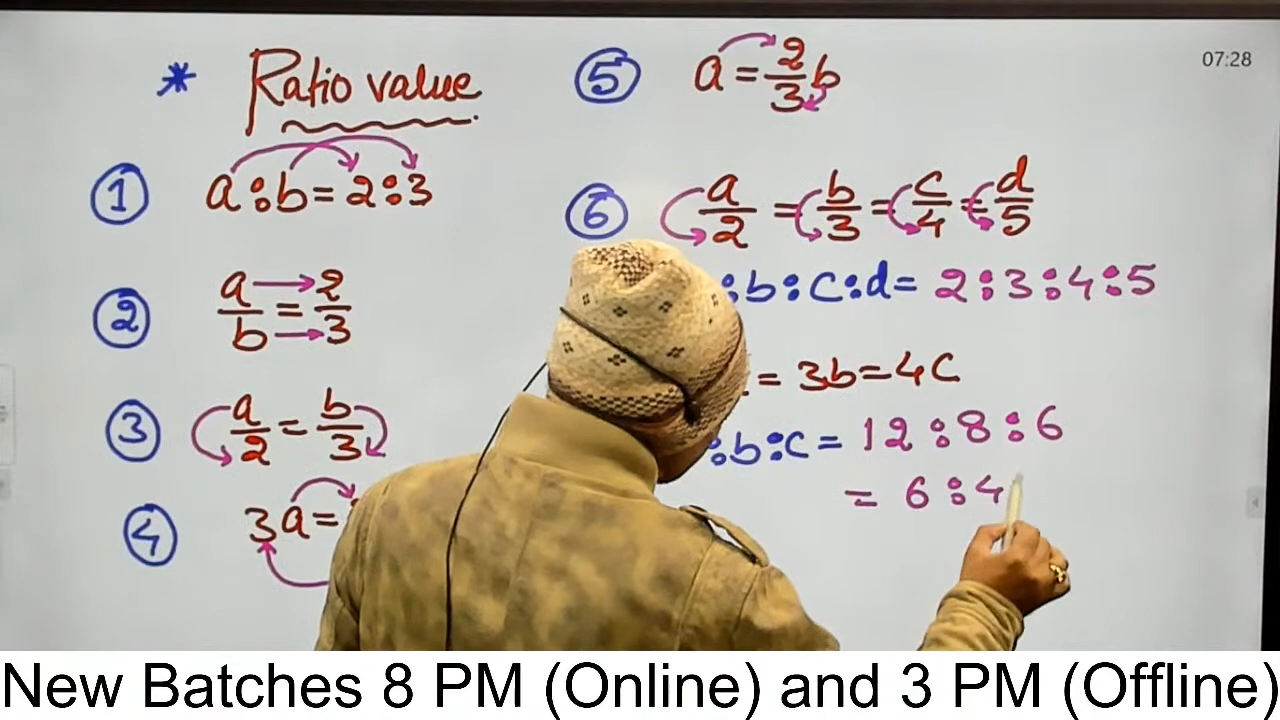 * Ratio value
① a:b=2:3
② a/b = 2/3
③ a/2 = b/3
④ 3a=
⑤ a = 2/3 b
⑥ a/2 = b/3 = c/4 = d/5
:b:c:d= 2:3:4:5
= 3b=4c
:b:c = 12:8:6
= 6:4
07:28
New Batches 8 PM (Online) and 3 PM (Offline)